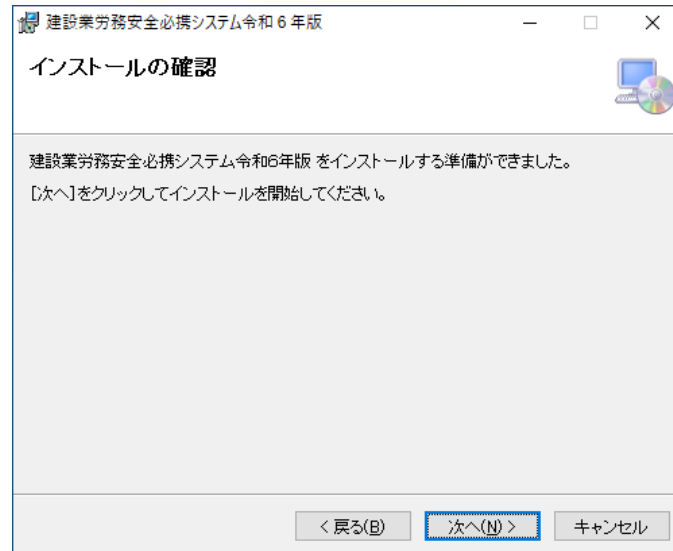 建設業労務安全必携システム令和６年版
インストールの確認
建設業労務安全必携システム令和6年版 をインストールする準備ができました。
[次へ]をクリックしてインストールを開始してください。
< 戻る(B)
次へ(N) >
キャンセル